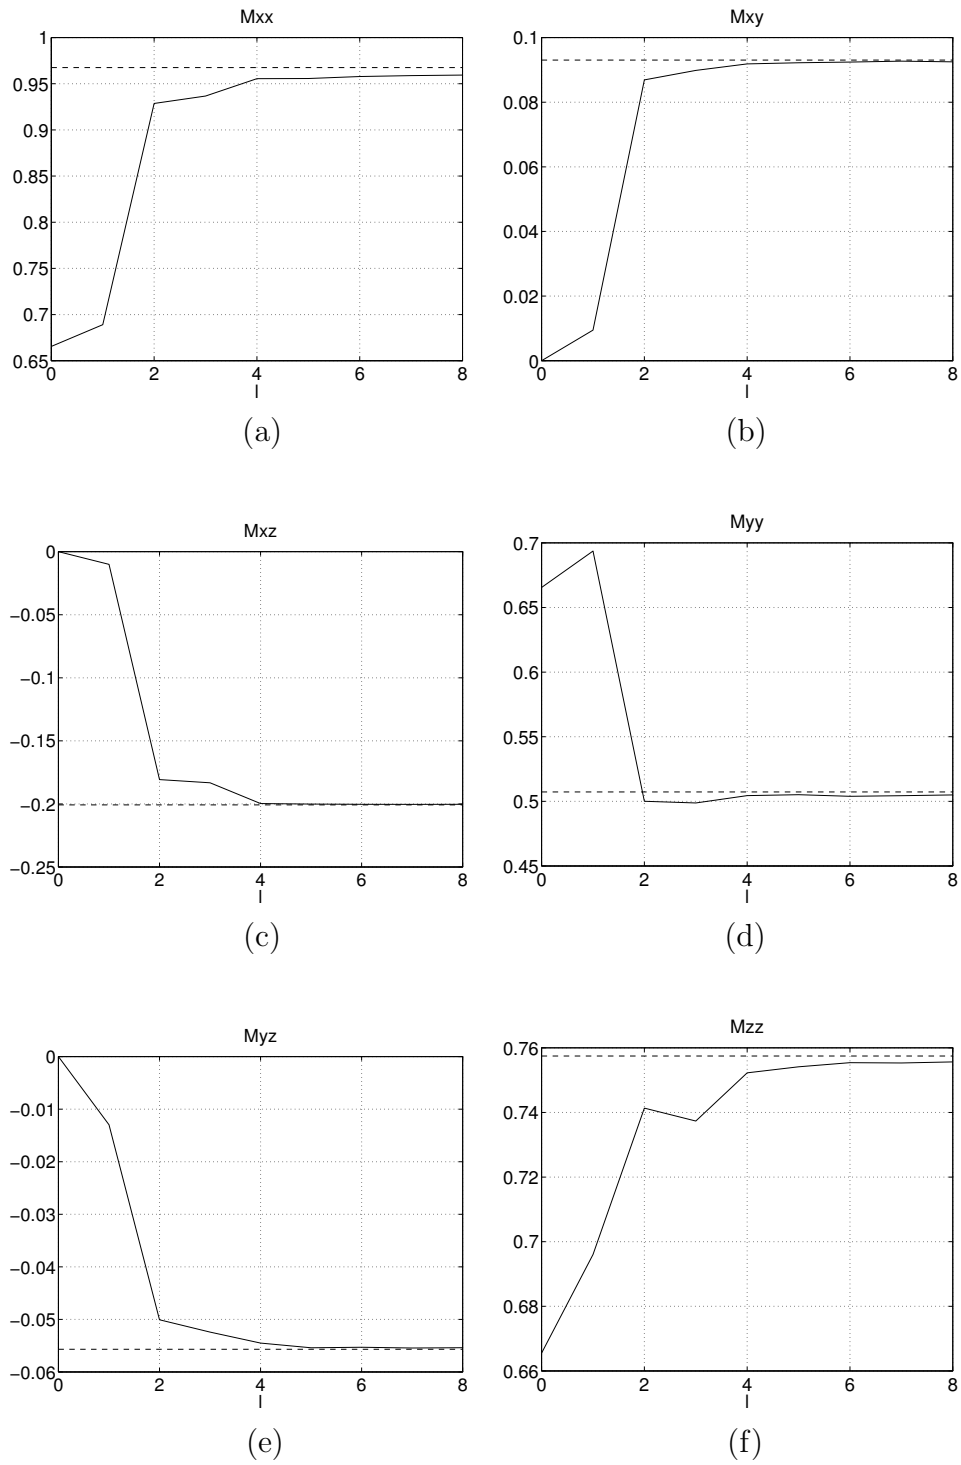 Mxx
1
0.95
0.9
0.85
0.8
0.75
0.7
0.65
0 2 4 6 8
l
(a)
Mxy
0.1
0.08
0.06
0.04
0.02
0
0 2 4 6 8
l
(b)
Mxz
0
−0.05
−0.1
−0.15
−0.2
−0.25
0 2 4 6 8
l
(c)
Myy
0.7
0.65
0.6
0.55
0.5
0.45
0 2 4 6 8
l
(d)
Myz
0
−0.01
−0.02
−0.03
−0.04
−0.05
−0.06
0 2 4 6 8
l
(e)
Mzz
0.76
0.74
0.72
0.7
0.68
0.66
0 2 4 6 8
l
(f)